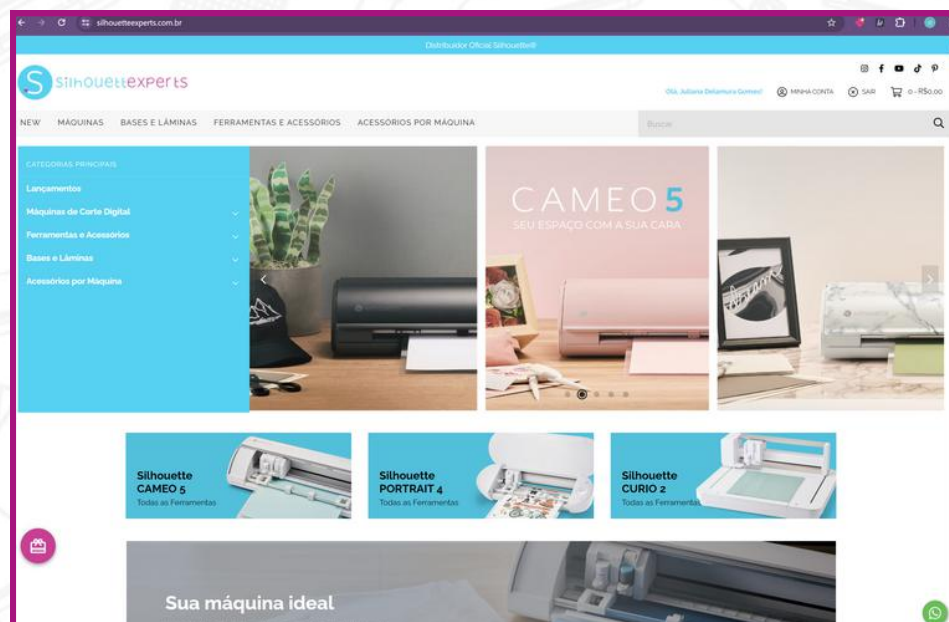 silhouetteexperts.com.br
Distribuidor Oficial Silhouette®
S silhouettexperts
Olá, Juliana Delamura Gomes! MINHA CONTA SAIR 0 - R$0,00
NEW MÁQUINAS BASES E LÂMINAS FERRAMENTAS E ACESSÓRIOS ACESSÓRIOS POR MÁQUINA Buscar
CATEGORIAS PRINCIPAIS
Lançamentos
Máquinas de Corte Digital
Ferramentas e Acessórios
Bases e Lâminas
Acessórios por Máquina
CAMEO 5
SEU ESPAÇO COM A SUA CARA
Silhouette
CAMEO 5
Todas as Ferramentas
Silhouette
PORTRAIT 4
Todas as Ferramentas
Silhouette
CURIO 2
Todas as Ferramentas
Sua máquina ideal